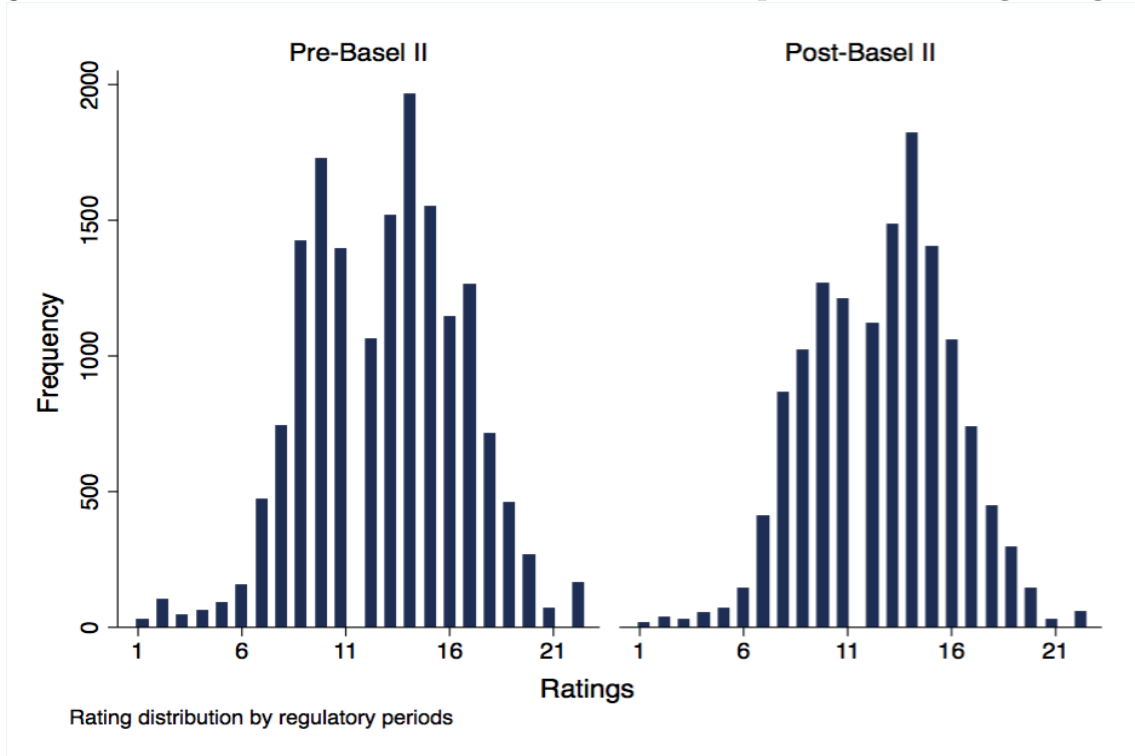 Pre-Basel II
Post-Basel II
2000
1500
1000
500
0
Frequency
1 6 11 16 21
1 6 11 16 21
Ratings
Rating distribution by regulatory periods